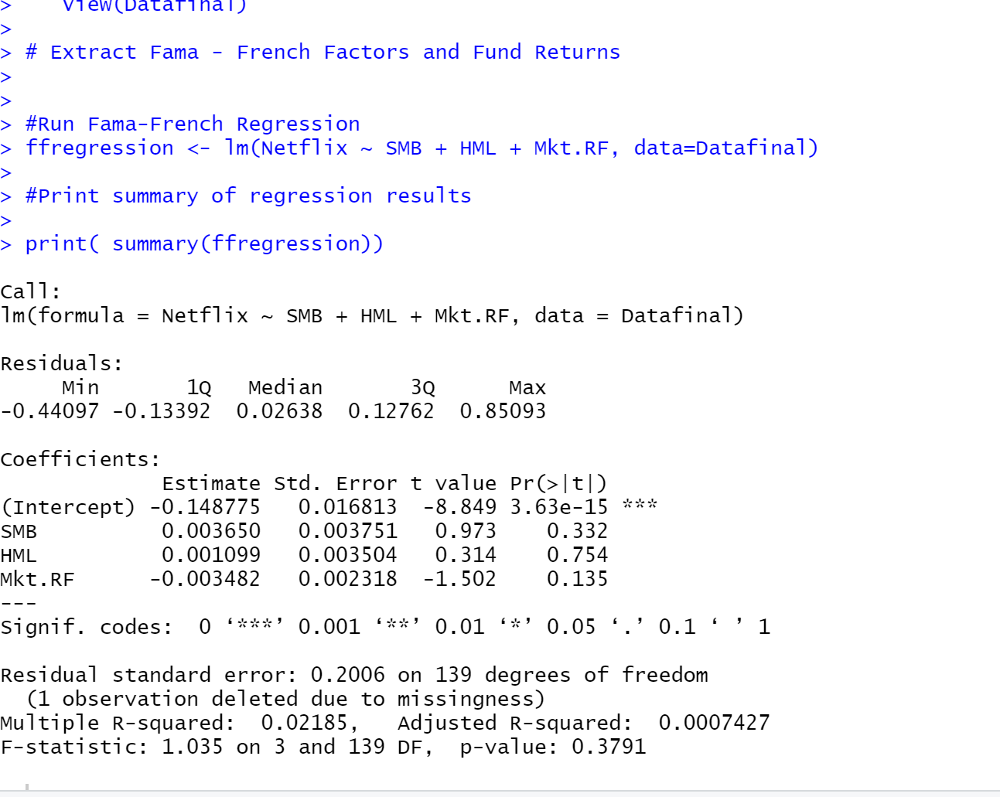 > View(Datafinal)
>
> # Extract Fama - French Factors and Fund Returns
>
>
> #Run Fama-French Regression
> ffregression <- lm(Netflix ~ SMB + HML + Mkt.RF, data=Datafinal)
>
> #Print summary of regression results
>
> print( summary(ffregression))

Call:
lm(formula = Netflix ~ SMB + HML + Mkt.RF, data = Datafinal)

Residuals:
     Min       1Q   Median       3Q      Max
-0.44097 -0.13392  0.02638  0.12762  0.85093

Coefficients:
             Estimate Std. Error t value Pr(>|t|)
(Intercept) -0.148775   0.016813  -8.849 3.63e-15 ***
SMB          0.003650   0.003751   0.973    0.332
HML          0.001099   0.003504   0.314    0.754
Mkt.RF      -0.003482   0.002318  -1.502    0.135
---
Signif. codes:  0 ‘***’ 0.001 ‘**’ 0.01 ‘*’ 0.05 ‘.’ 0.1 ‘ ’ 1

Residual standard error: 0.2006 on 139 degrees of freedom
  (1 observation deleted due to missingness)
Multiple R-squared:  0.02185,   Adjusted R-squared:  0.0007427
F-statistic: 1.035 on 3 and 139 DF,  p-value: 0.3791